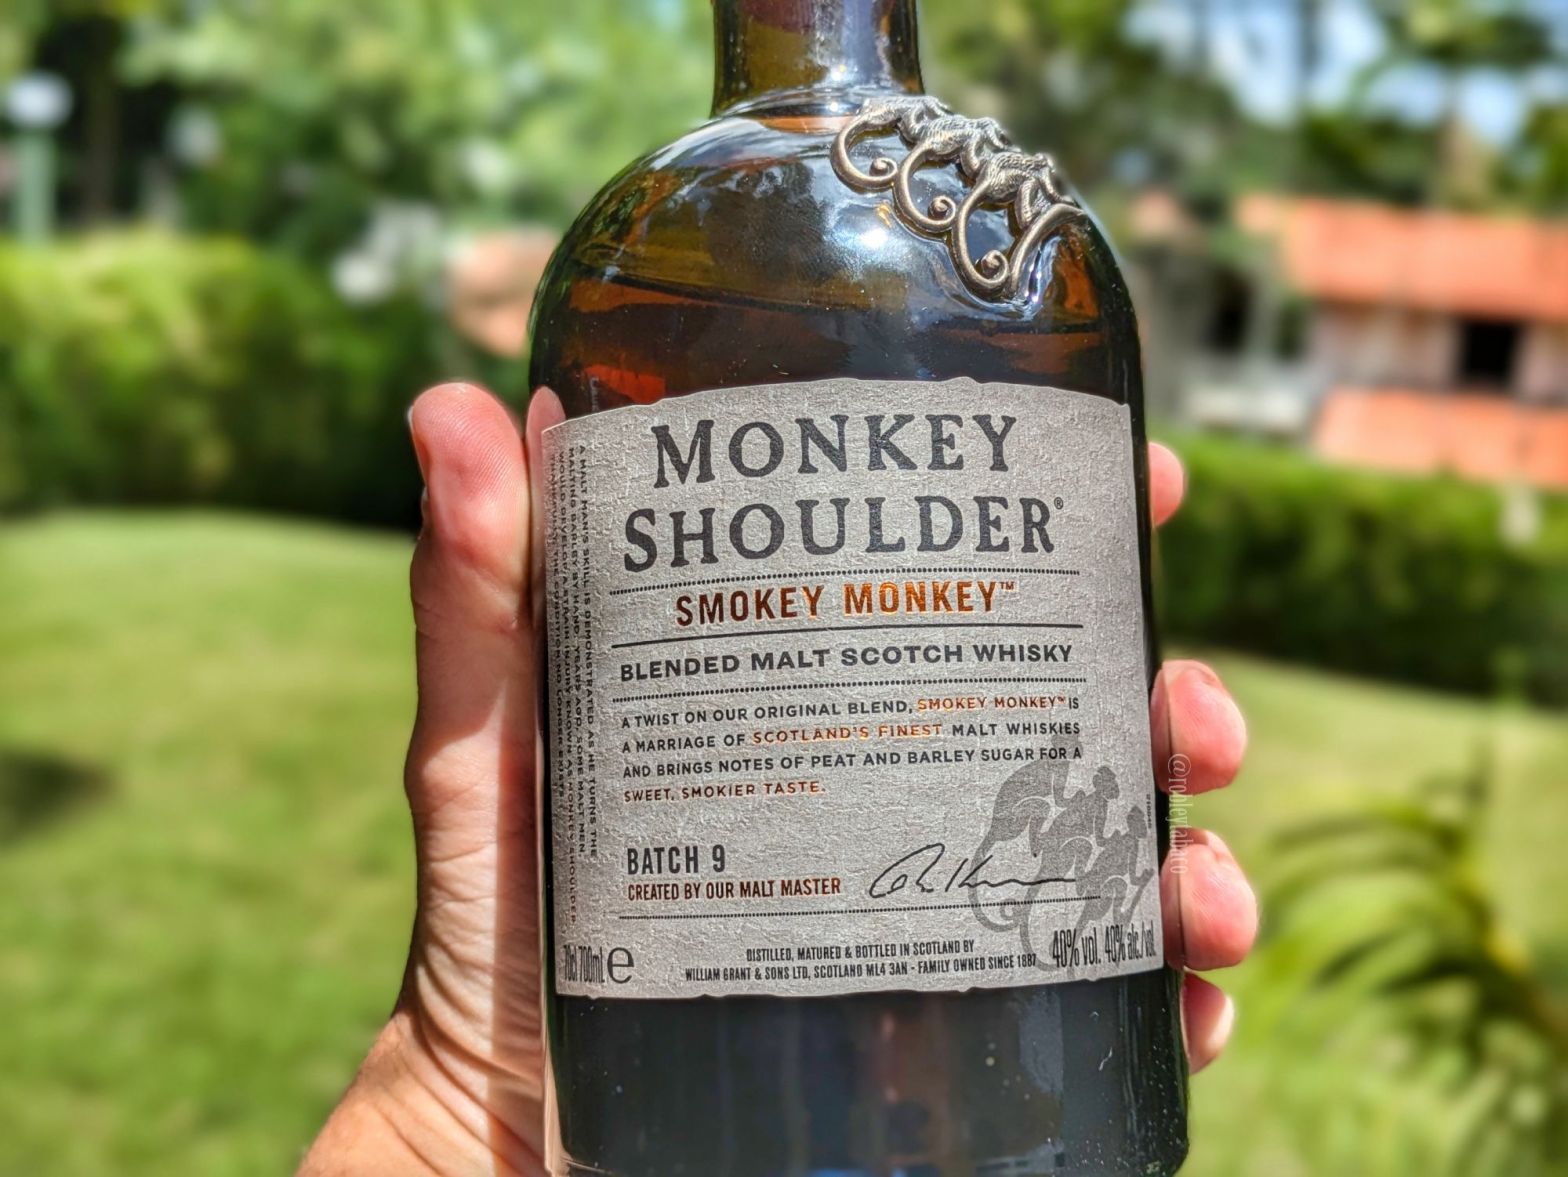 MONKEY
SHOULDER®
SMOKEY MONKEY™
BLENDED MALT SCOTCH WHISKY
A TWIST ON OUR ORIGINAL BLEND, SMOKEY MONKEY™ IS
A MARRIAGE OF SCOTLAND'S FINEST MALT WHISKIES
AND BRINGS NOTES OF PEAT AND BARLEY SUGAR FOR A
SWEET, SMOKIER TASTE.
BATCH 9
CREATED BY OUR MALT MASTER
70cl 700ml e
DISTILLED, MATURED & BOTTLED IN SCOTLAND BY
WILLIAM GRANT & SONS LTD, SCOTLAND ML4 3AN - FAMILY OWNED SINCE 1887
40% vol. 40% alc./vol.